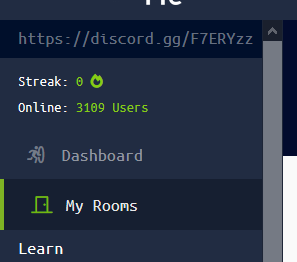 https://discord.gg/F7ERYzz
Streak: 0
Online: 3109 Users
Dashboard
My Rooms
Learn